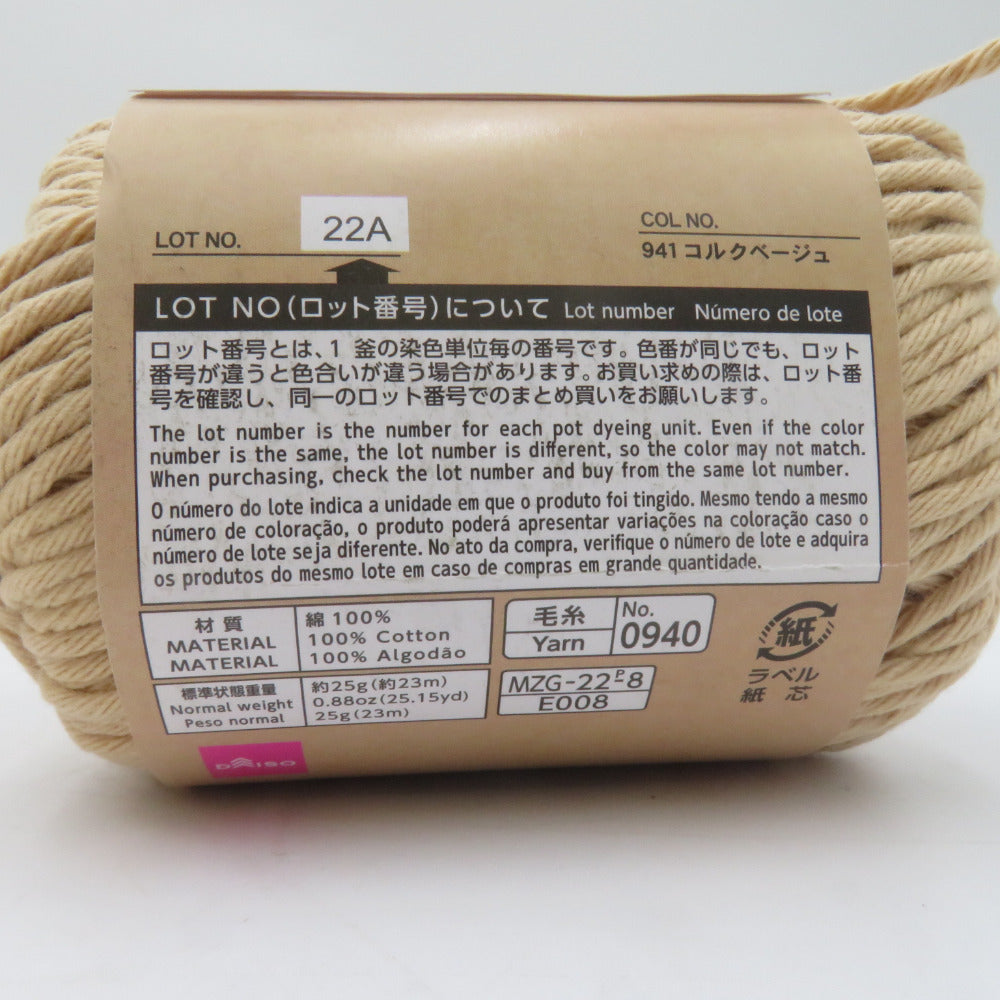 LOT NO.
22A
COL NO.
941 コルクベージュ
LOT NO(ロット番号)について Lot number Número de lote
ロット番号とは、1 釜の染色単位毎の番号です。色番が同じでも、ロット
番号が違うと色合いが違う場合があります。お買い求めの際は、ロット番
号を確認し、同一のロット番号でのまとめ買いをお願いします。
The lot number is the number for each pot dyeing unit. Even if the color
number is the same, the lot number is different, so the color may not match.
When purchasing, check the lot number and buy from the same lot number.
O número do lote indica a unidade em que o produto foi tingido. Mesmo tendo a mesmo
número de coloração, o produto poderá apresentar variações na coloração caso o
número de lote seja diferente. No ato da compra, verifique o número de lote e adquira
os produtos do mesmo lote em caso de compras em grande quantidade.
材質
MATERIAL
MATERIAL
綿 100%
100% Cotton
100% Algodão
標準状態重量
Normal weight
Peso normal
約25g(約23m)
0.88oz(25.15yd)
25g(23m)
毛糸
Yarn
No.
0940
MZG-22-P-8
E008
紙
ラベル
紙 芯
DAISO